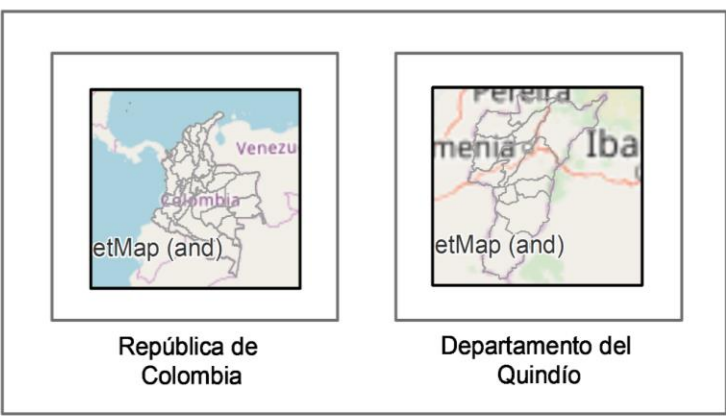 Venezu
Colombia
etMap (and)
República de
Colombia
Pereira
menia
Iba
etMap (and)
Departamento del
Quindío